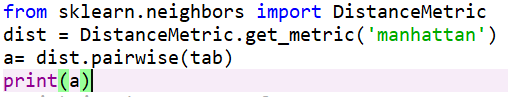 from sklearn.neighbors import DistanceMetric
dist = DistanceMetric.get_metric('manhattan')
a= dist.pairwise(tab)
print(a)